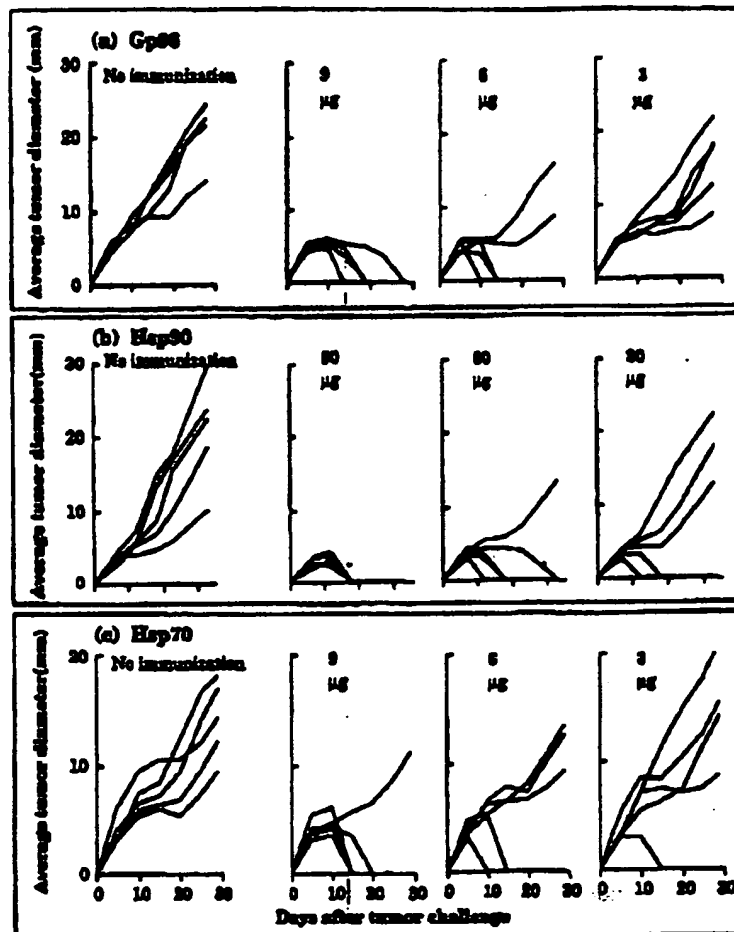 (a) Gp96
Average tumor diameter (mm)
30
20
10
0
No immunization
9
µg
6
µg
3
µg
(b) Hsp90
Average tumor diameter(mm)
30
20
10
0
No immunization
µg
60
µg
30
µg
(c) Hsp70
Average tumor diameter(mm)
20
10
0
No immunization
9
µg
6
µg
3
µg
0 10 20 30 0 10 20 30 0 10 20 30 0 10 20 30
Days after tumor challenge